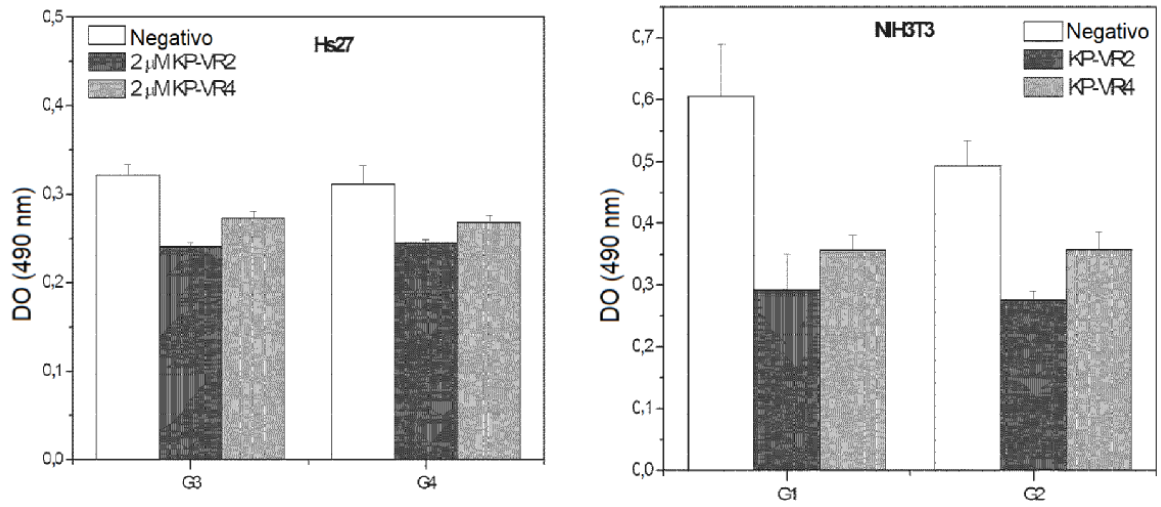 Hs27
Negativo
2 μM KP-VR2
2 μM KP-VR4
DO (490 nm)
0,5
0,4
0,3
0,2
0,1
0,0
G3
G4
NIH3T3
Negativo
KP-VR2
KP-VR4
DO (490 nm)
0,7
0,6
0,5
0,4
0,3
0,2
0,1
0,0
G1
G2